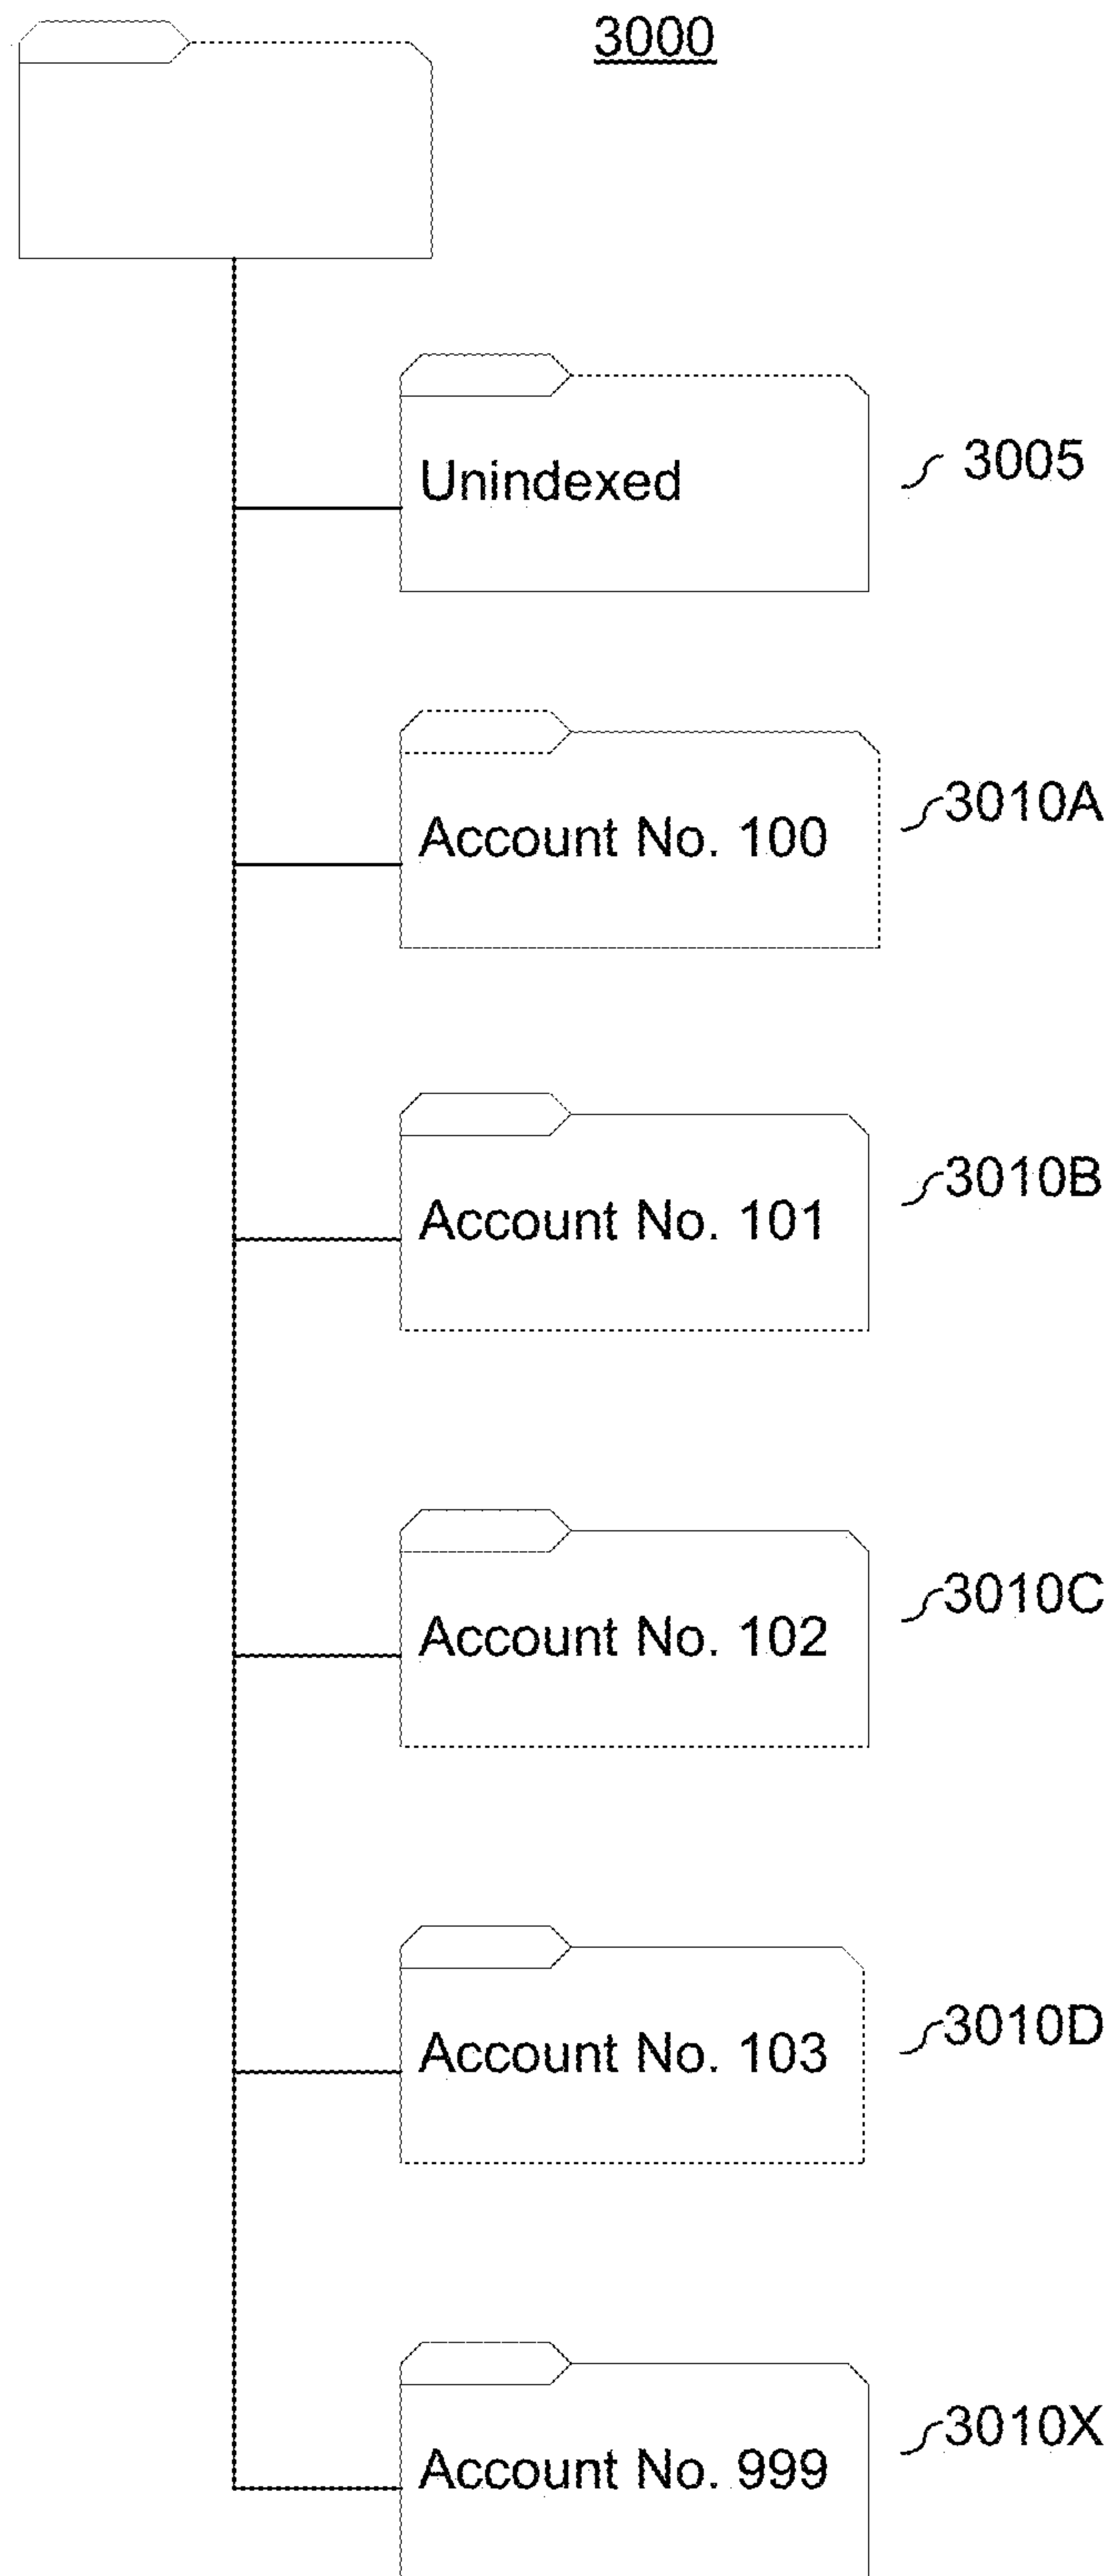 3000
Unindexed
3005
Account No. 100
3010A
Account No. 101
3010B
Account No. 102
3010C
Account No. 103
3010D
Account No. 999
3010X